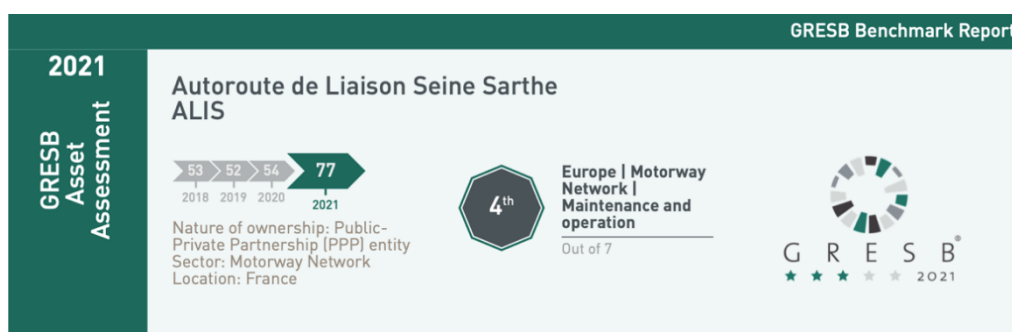 GRESB Benchmark Report
2021
GRESB
Asset
Assessment
Autoroute de Liaison Seine Sarthe
ALIS
53 52 54 77
2018 2019 2020 2021
Nature of ownership: Public-
Private Partnership (PPP) entity
Sector: Motorway Network
Location: France
4th
Europe | Motorway
Network |
Maintenance and
operation
Out of 7
G R E S B®
2021